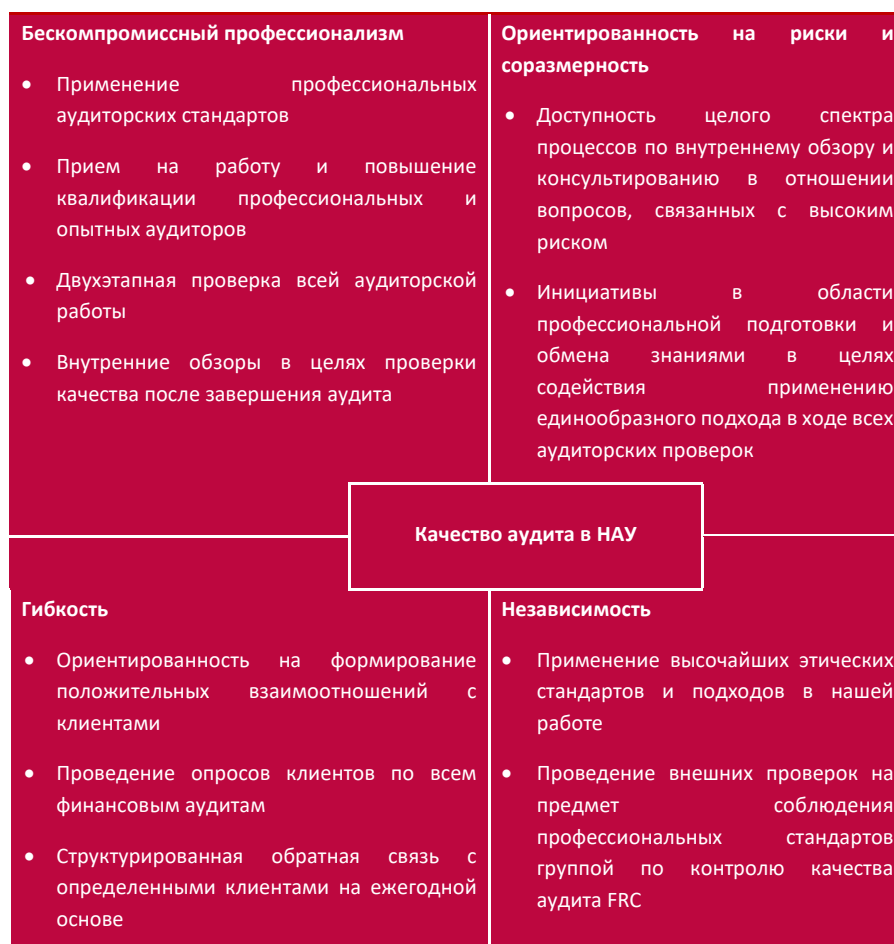 Бескомпромиссный профессионализм
• Применение профессиональных
аудиторских стандартов
• Прием на работу и повышение
квалификации профессиональных и
опытных аудиторов
• Двухэтапная проверка всей аудиторской
работы
• Внутренние обзоры в целях проверки
качества после завершения аудита
Ориентированность на риски и
соразмерность
• Доступность целого спектра
процессов по внутреннему обзору и
консультированию в отношении
вопросов, связанных с высоким
риском
• Инициативы в области
профессиональной подготовки и
обмена знаниями в целях
содействия применению
единообразного подхода в ходе всех
аудиторских проверок
Качество аудита в НАУ
Гибкость
• Ориентированность на формирование
положительных взаимоотношений с
клиентами
• Проведение опросов клиентов по всем
финансовым аудитам
• Структурированная обратная связь с
определенными клиентами на ежегодной
основе
Независимость
• Применение высочайших этических
стандартов и подходов в нашей
работе
• Проведение внешних проверок на
предмет соблюдения
профессиональных стандартов
группой по контролю качества
аудита FRC